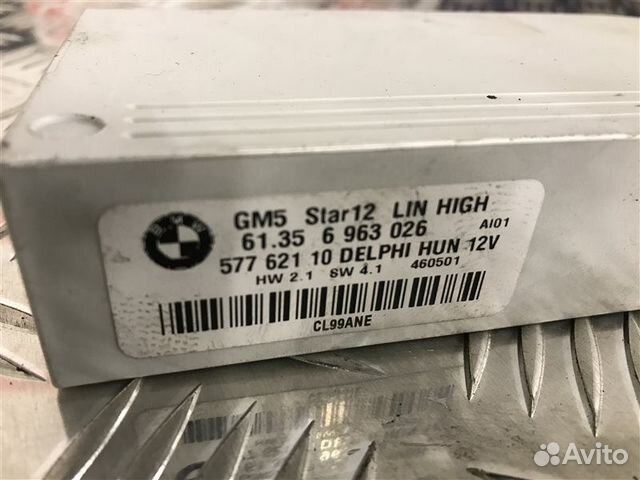 BMW
GM5 Star12 LIN HIGH
61.35 6 963 026 AI01
577 621 10 DELPHI HUN 12V
HW 2.1 SW 4.1 460501
CL99ANE
Avito